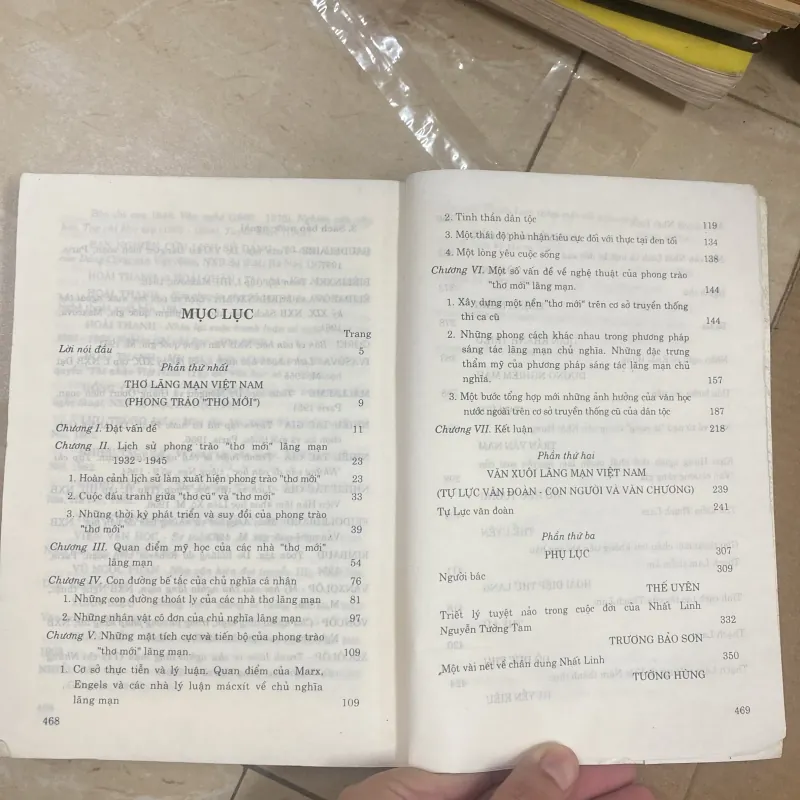 MỤC LỤC
Trang
Lời nói đầu 5
Phần thứ nhất
THƠ LÃNG MẠN VIỆT NAM
(PHONG TRÀO "THƠ MỚI") 9
Chương I. Đặt vấn đề 11
Chương II. Lịch sử phong trào "thơ mới" lãng mạn
1932 - 1945 23
1. Hoàn cảnh lịch sử làm xuất hiện phong trào "thơ mới" 23
2. Cuộc đấu tranh giữa "thơ cũ" và "thơ mới" 33
3. Những thời kỳ phát triển và suy đồi của phong trào
"thơ mới" 39
Chương III. Quan điểm mỹ học của các nhà "thơ mới"
lãng mạn 54
Chương IV. Con đường bế tắc của chủ nghĩa cá nhân 76
1. Những con đường thoát ly của các nhà thơ lãng mạn 81
2. Những nhân vật cô đơn của chủ nghĩa lãng mạn 97
Chương V. Những mặt tích cực và tiến bộ của phong trào
"thơ mới" lãng mạn. 109
1. Cơ sở thực tiễn và lý luận. Quan điểm của Marx,
Engels và các nhà lý luận mácxít về chủ nghĩa
lãng mạn 109
468
2. Tinh thần dân tộc 119
3. Một thái độ phủ nhận tiêu cực đối với thực tại đen tối 134
4. Một lòng yêu cuộc sống 138
Chương VI. Một số vấn đề về nghệ thuật của phong trào
"thơ mới" lãng mạn. 144
1. Xây dựng một nền "thơ mới" trên cơ sở truyền thống
thi ca cũ 144
2. Những phong cách khác nhau trong phương pháp
sáng tác lãng mạn chủ nghĩa. Những đặc trưng
thẩm mỹ của phương pháp sáng tác lãng mạn chủ
nghĩa. 157
3. Một bước tổng hợp mới những ảnh hưởng của văn học
nước ngoài trên cơ sở truyền thống cũ của dân tộc 187
Chương VII. Kết luận 218
Phần thứ hai
VĂN XUÔI LÃNG MẠN VIỆT NAM
(TỰ LỰC VĂN ĐOÀN - CON NGƯỜI VÀ VĂN CHƯƠNG) 239
Tự Lực văn đoàn 241
Phần thứ ba
PHỤ LỤC 307
Người bác 309
THẾ UYÊN
Triết lý tuyệt nảo trong cuộc đời của Nhất Linh
Nguyễn Tường Tam 332
TRƯƠNG BẢO SƠN
Một vài nét về chân dung Nhất Linh 350
TƯỜNG HÙNG
469